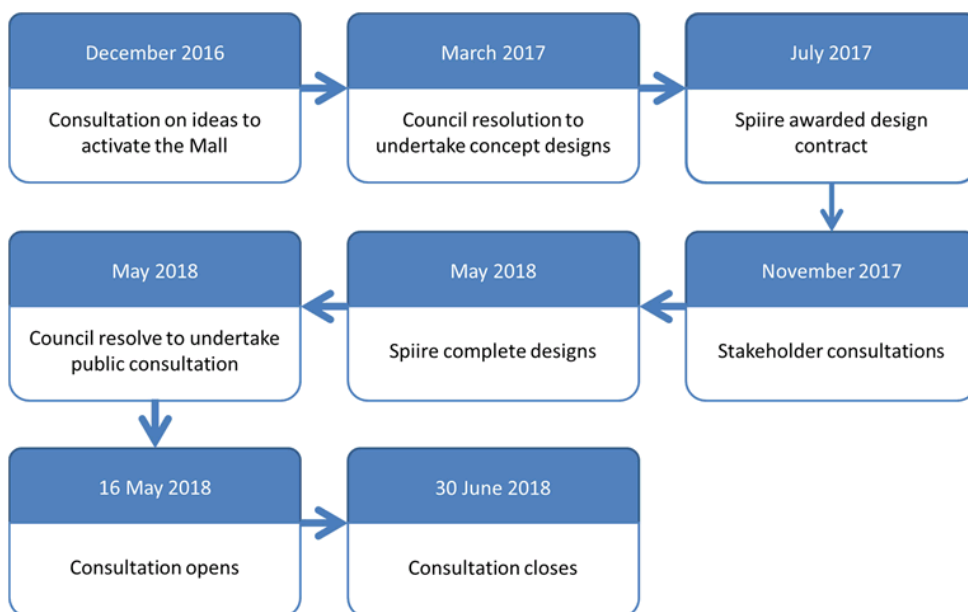 December 2016
Consultation on ideas to
activate the Mall
March 2017
Council resolution to
undertake concept designs
July 2017
Spiire awarded design
contract
November 2017
Stakeholder consultations
May 2018
Spiire complete designs
May 2018
Council resolve to undertake
public consultation
16 May 2018
Consultation opens
30 June 2018
Consultation closes